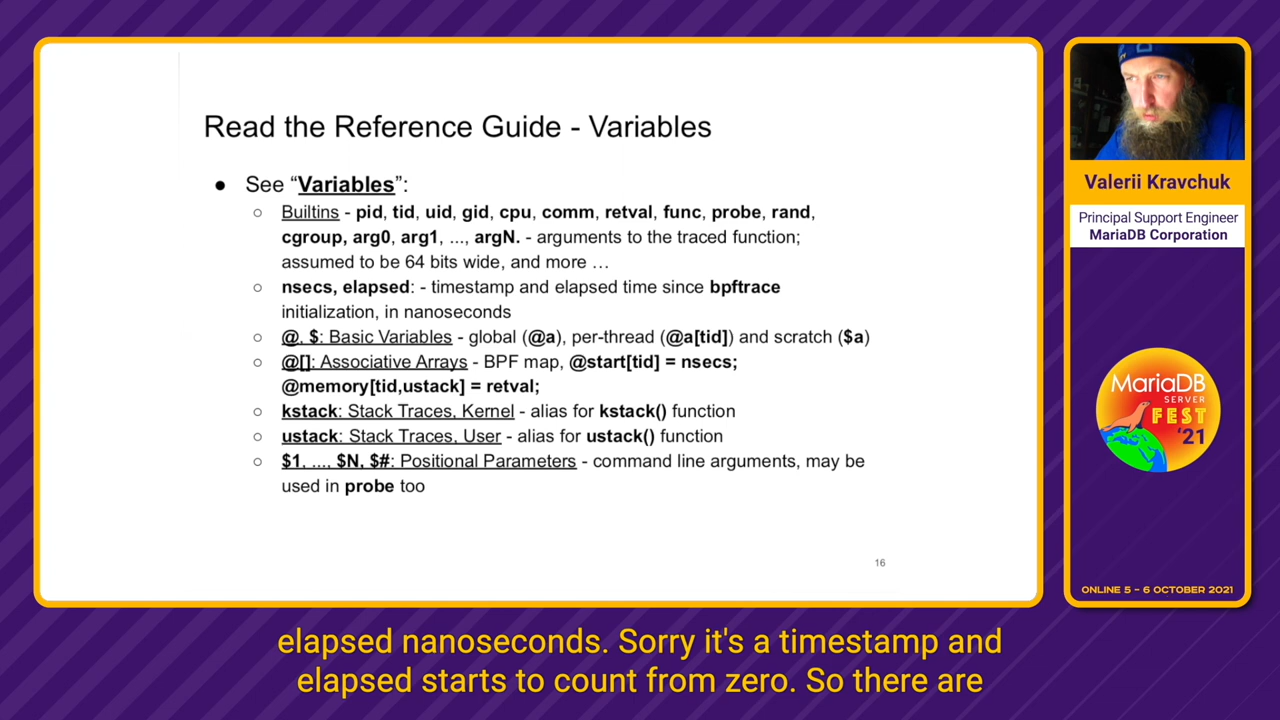 Read the Reference Guide - Variables
● See “Variables”:
○ Builtins - pid, tid, uid, gid, cpu, comm, retval, func, probe, rand,
cgroup, arg0, arg1, ..., argN. - arguments to the traced function;
assumed to be 64 bits wide, and more …
○ nsecs, elapsed: - timestamp and elapsed time since bpftrace
initialization, in nanoseconds
○ @, $: Basic Variables - global (@a), per-thread (@a[tid]) and scratch ($a)
○ @[]: Associative Arrays - BPF map, @start[tid] = nsecs;
@memory[tid,ustack] = retval;
○ kstack: Stack Traces, Kernel - alias for kstack() function
○ ustack: Stack Traces, User - alias for ustack() function
○ $1, ..., $N, $#: Positional Parameters - command line arguments, may be
used in probe too
16
Valerii Kravchuk
Principal Support Engineer
MariaDB Corporation
MariaDB
SERVER
FEST
'21
ONLINE 5 - 6 OCTOBER 2021
elapsed nanoseconds. Sorry it's a timestamp and
elapsed starts to count from zero. So there are